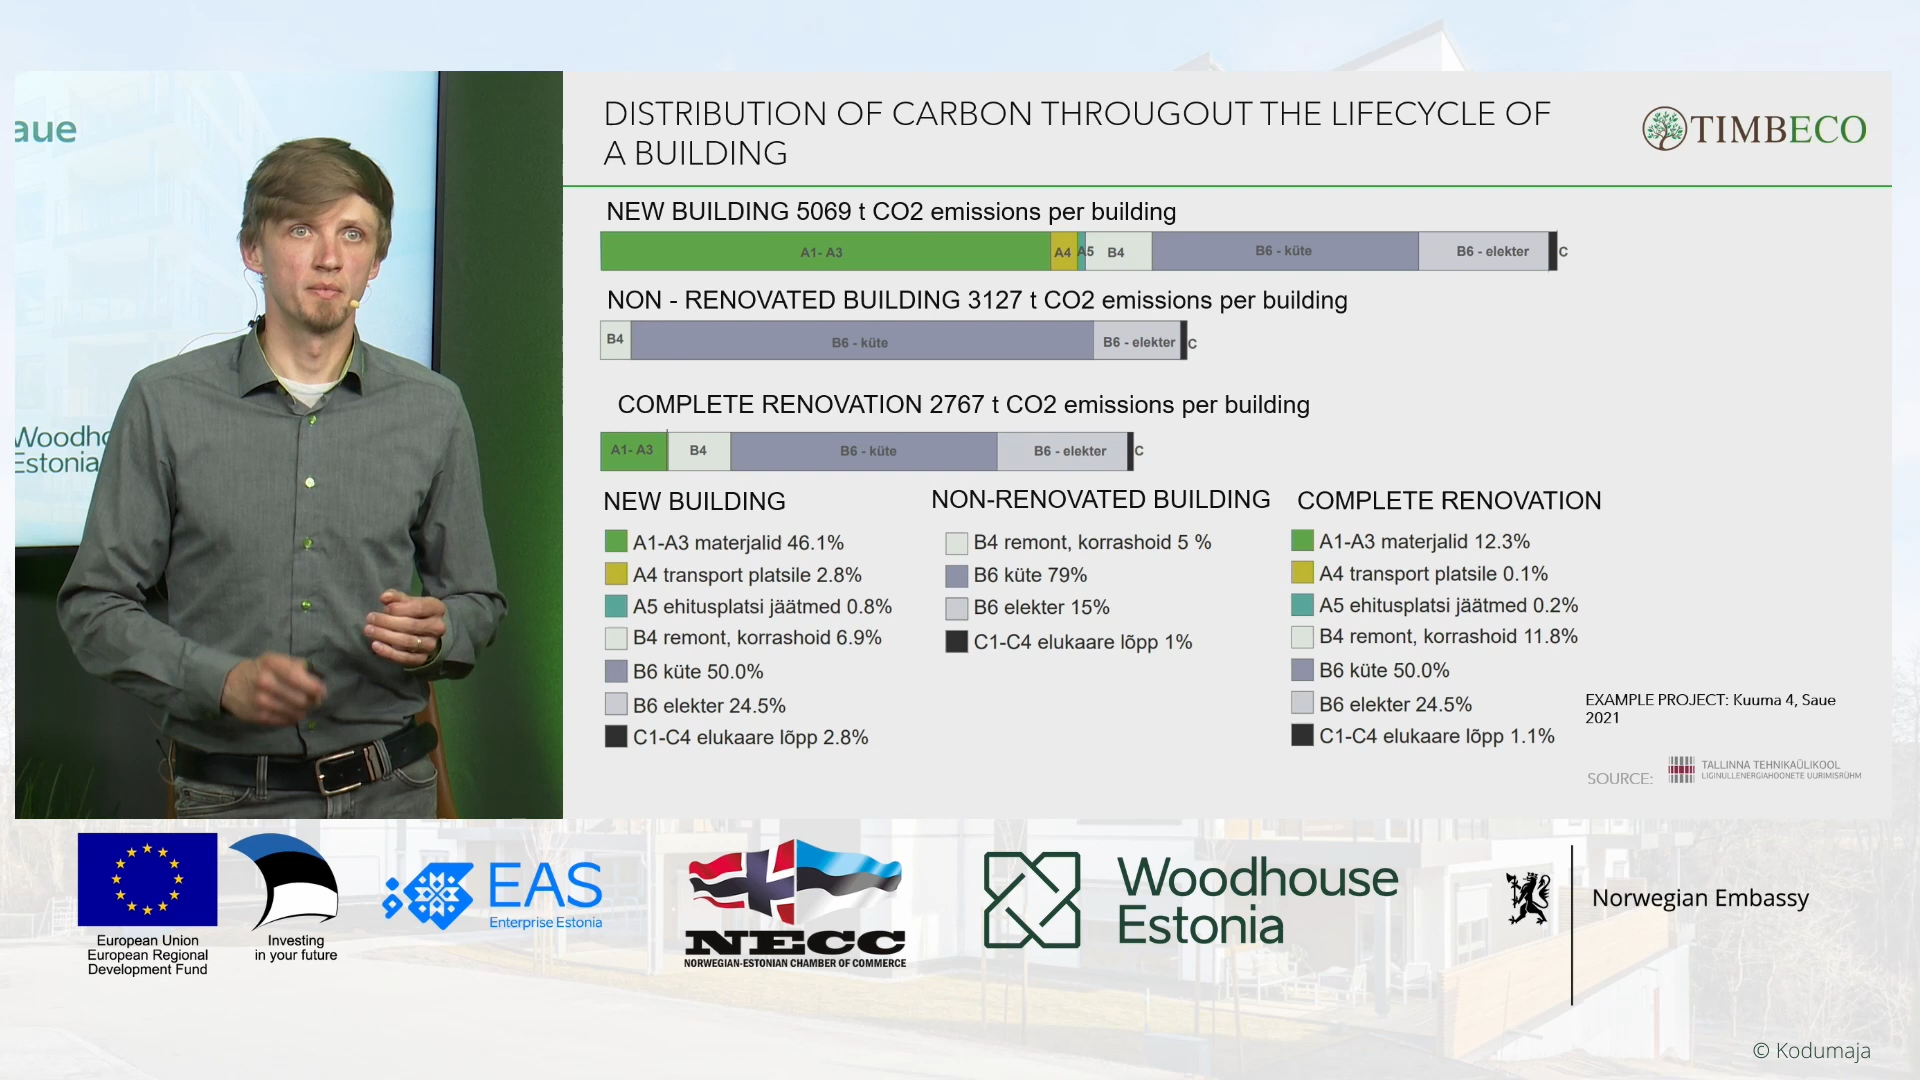 aue
Woodho
Estonia
DISTRIBUTION OF CARBON THROUGOUT THE LIFECYCLE OF
A BUILDING
TIMBECO
NEW BUILDING 5069 t CO2 emissions per building
A1- A3
A4
A5
B4
B6 - küte
B6 - elekter
C
NON - RENOVATED BUILDING 3127 t CO2 emissions per building
B4
B6 - küte
B6 - elekter
C
COMPLETE RENOVATION 2767 t CO2 emissions per building
A1- A3
B4
B6 - küte
B6 - elekter
C
NEW BUILDING
A1-A3 materjalid 46.1%
A4 transport platsile 2.8%
A5 ehitusplatsi jäätmed 0.8%
B4 remont, korrashoid 6.9%
B6 küte 50.0%
B6 elekter 24.5%
C1-C4 elukaare lõpp 2.8%
NON-RENOVATED BUILDING
B4 remont, korrashoid 5 %
B6 küte 79%
B6 elekter 15%
C1-C4 elukaare lõpp 1%
COMPLETE RENOVATION
A1-A3 materjalid 12.3%
A4 transport platsile 0.1%
A5 ehitusplatsi jäätmed 0.2%
B4 remont, korrashoid 11.8%
B6 küte 50.0%
B6 elekter 24.5%
C1-C4 elukaare lõpp 1.1%
EXAMPLE PROJECT: Kuuma 4, Saue
2021
SOURCE:
TALLINNA TEHNIKAÜLIKOOL
LIGINULLENERGIAHOONETE UURIMISRÜHM
European Union
European Regional
Development Fund
Investing
in your future
EAS
Enterprise Estonia
NECC
NORWEGIAN-ESTONIAN CHAMBER OF COMMERCE
Woodhouse
Estonia
Norwegian Embassy
© Kodumaja